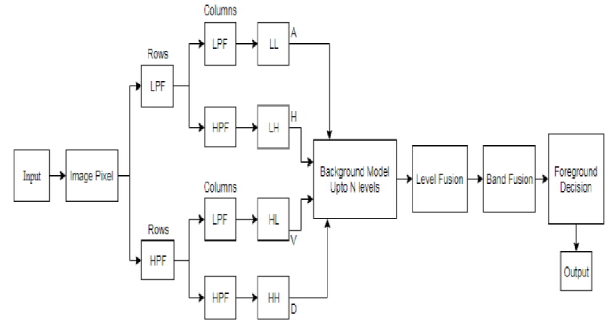 Input
Image Pixel
Rows
LPF
Rows
HPF
Columns
LPF
LL
A
HPF
LH
H
Columns
LPF
HL
V
HPF
HH
D
Background Model
Upto N levels
Level Fusion
Band Fusion
Foreground
Decision
Output